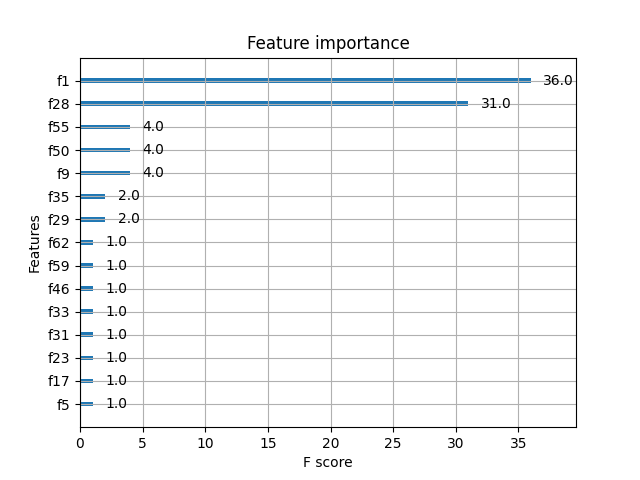 Feature importance
f1 36.0
f28 31.0
f55 4.0
f50 4.0
f9 4.0
f35 2.0
f29 2.0
f62 1.0
f59 1.0
f46 1.0
f33 1.0
f31 1.0
f23 1.0
f17 1.0
f5 1.0
Features
0 5 10 15 20 25 30 35
F score